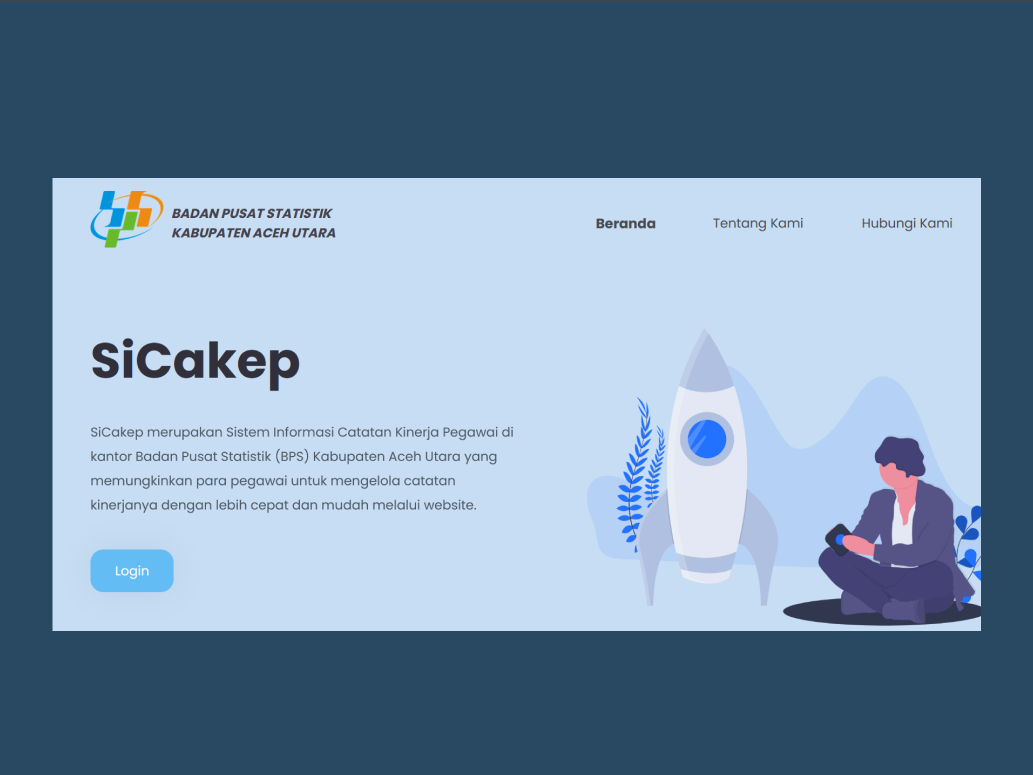 BADAN PUSAT STATISTIK
KABUPATEN ACEH UTARA
Beranda
Tentang Kami
Hubungi Kami
SiCakep
SiCakep merupakan Sistem Informasi Catatan Kinerja Pegawai di
kantor Badan Pusat Statistik (BPS) Kabupaten Aceh Utara yang
memungkinkan para pegawai untuk mengelola catatan
kinerjanya dengan lebih cepat dan mudah melalui website.
Login